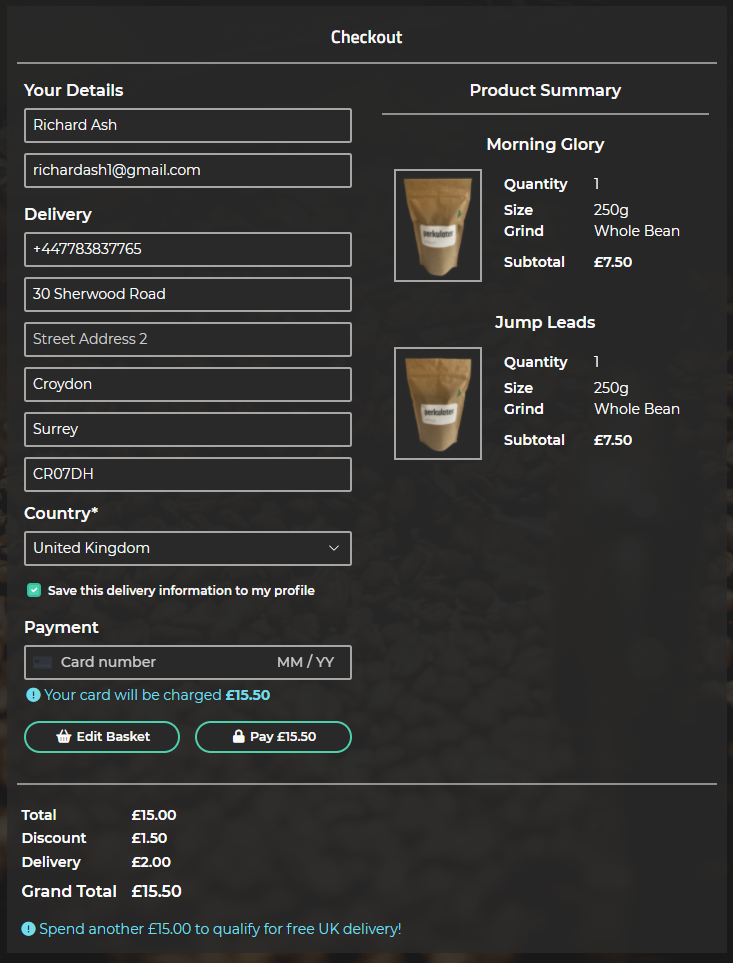 Checkout
Your Details
Richard Ash
richardash1@gmail.com
Delivery
+447783837765
30 Sherwood Road
Street Address 2
Croydon
Surrey
CR07DH
Country*
United Kingdom
Save this delivery information to my profile
Payment
Card number MM / YY
Your card will be charged £15.50
Edit Basket
Pay £15.50
Product Summary
Morning Glory
perkulater
Quantity 1
Size 250g
Grind Whole Bean
Subtotal £7.50
Jump Leads
perkulater
Quantity 1
Size 250g
Grind Whole Bean
Subtotal £7.50
Total £15.00
Discount £1.50
Delivery £2.00
Grand Total £15.50
Spend another £15.00 to qualify for free UK delivery!